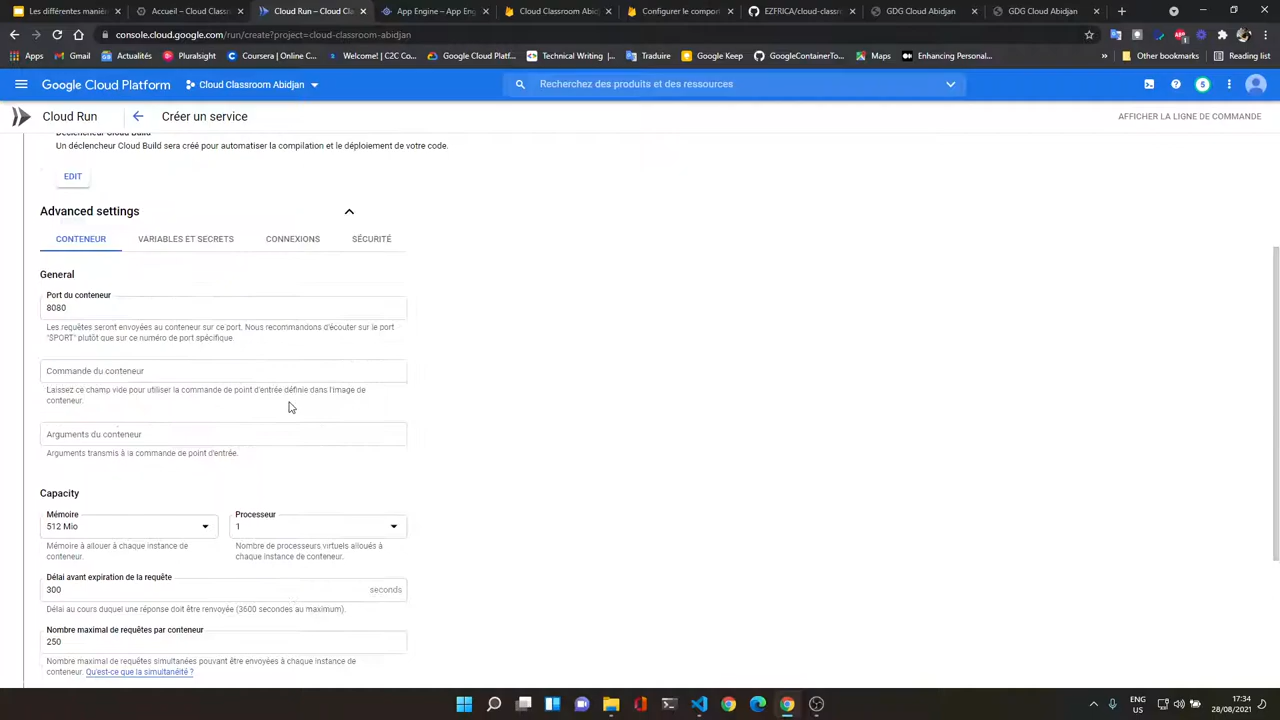 Les différentes manière
Accueil – Cloud Classr
Cloud Run – Cloud Cla
App Engine – App Eng
Cloud Classroom Abidj
Configurer le compor
EZFRICA/cloud-classr
GDG Cloud Abidjan
GDG Cloud Abidjan
console.cloud.google.com/run/create?project=cloud-classroom-abidjan
Apps
Gmail
Actualités
Pluralsight
Coursera | Online C...
Welcome! | C2C Co...
Google Cloud Platf...
Technical Writing |...
Traduire
Google Keep
GoogleContainerTo...
Maps
Enhancing Personal...
Other bookmarks
Reading list
Google Cloud Platform
Cloud Classroom Abidjan
Recherchez des produits et des ressources
5
Cloud Run
Créer un service
AFFICHER LA LIGNE DE COMMANDE
Déclencheur Cloud Build
Un déclencheur Cloud Build sera créé pour automatiser la compilation et le déploiement de votre code.
EDIT
Advanced settings
CONTENEUR
VARIABLES ET SECRETS
CONNEXIONS
SÉCURITÉ
General
Port du conteneur
8080
Les requêtes seront envoyées au conteneur sur ce port. Nous recommandons d'écouter sur le port
"$PORT" plutôt que sur ce numéro de port spécifique.
Commande du conteneur
Laissez ce champ vide pour utiliser la commande de point d'entrée définie dans l'image de
conteneur.
Arguments du conteneur
Arguments transmis à la commande de point d'entrée.
Capacity
Mémoire
512 Mio
Processeur
1
Mémoire à allouer à chaque instance de
conteneur.
Nombre de processeurs virtuels alloués à
chaque instance de conteneur.
Délai avant expiration de la requête
300
seconds
Délai au cours duquel une réponse doit être renvoyée (3600 secondes au maximum).
Nombre maximal de requêtes par conteneur
250
Nombre maximal de requêtes simultanées pouvant être envoyées à chaque instance de
conteneur. Qu'est-ce que la simultanéité ?
ENG
US
17:34
28/08/2021